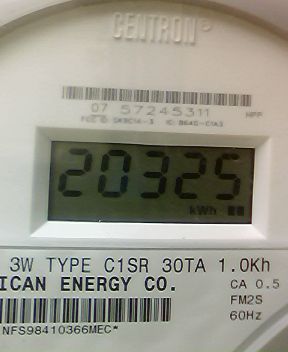 CENTRON®
07 57245311 HPP
20325
kWh
3W TYPE C1SR 30TA 1.0Kh
ICAN ENERGY CO. CA 0.5
FM2S
60Hz
NFS98410366MEC*